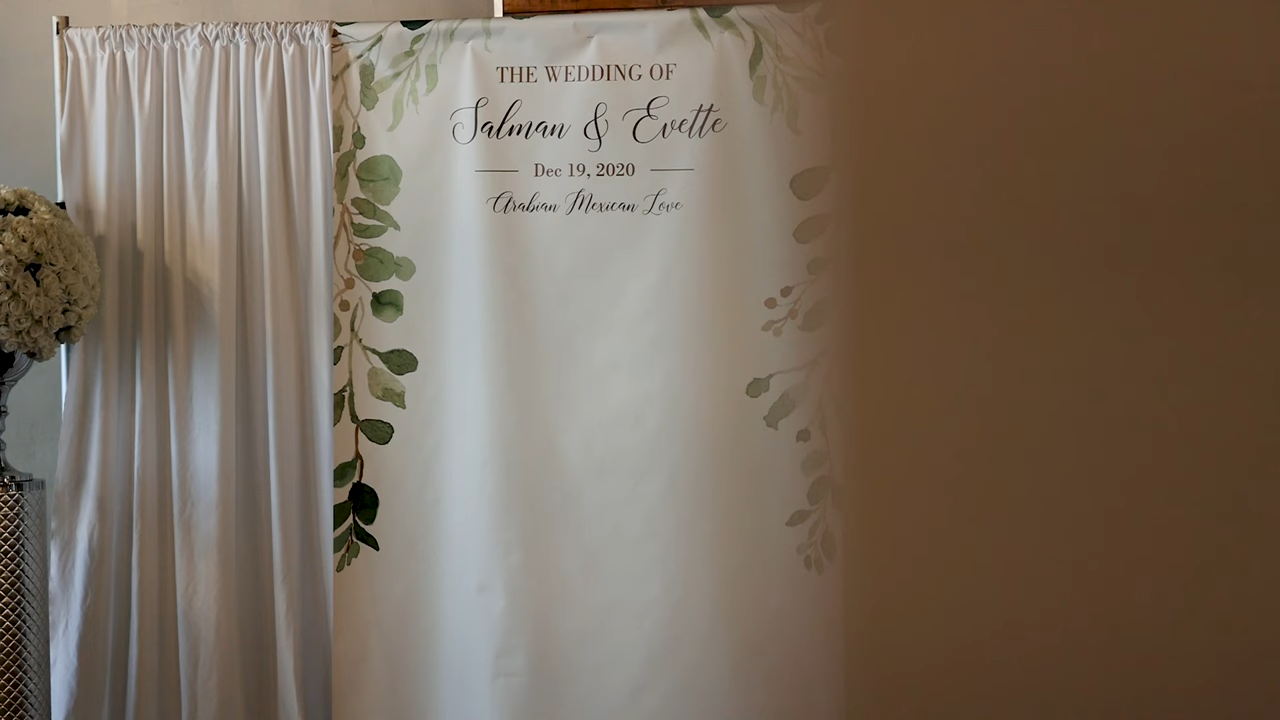 THE WEDDING OF
Salman & Evette
Dec 19, 2020
Arabian Mexican Love